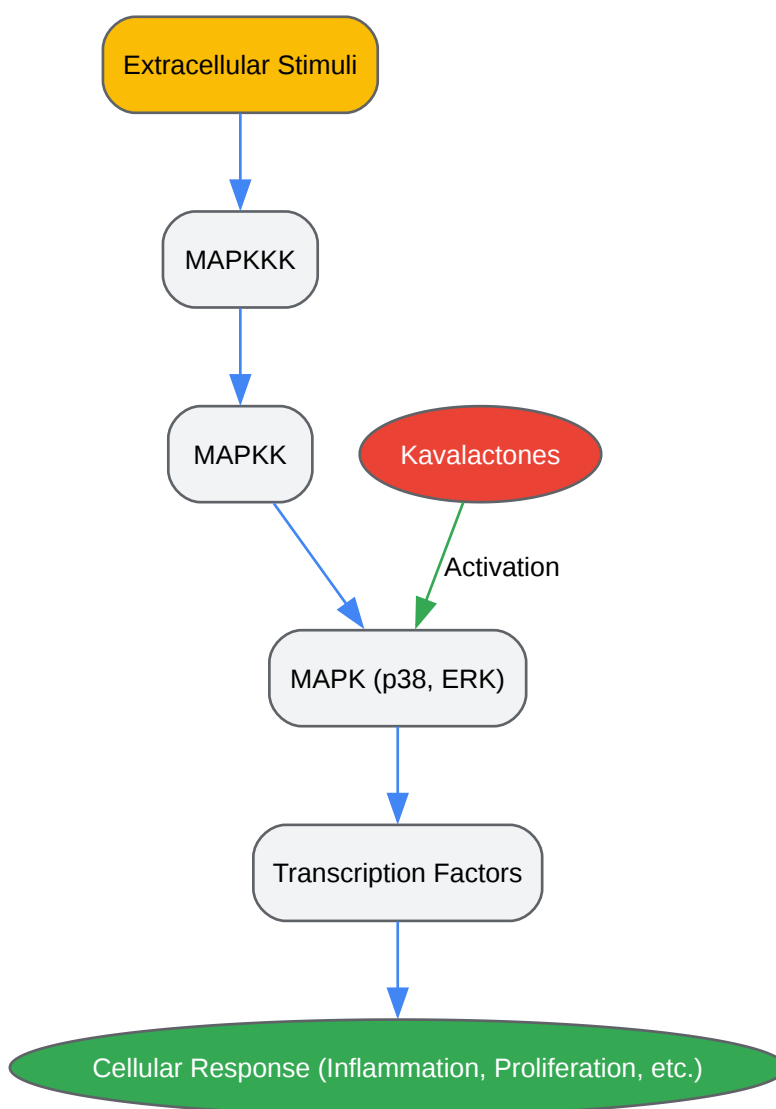 Extracellular Stimuli
MAPKKK
MAPKK
Kavalactones
Activation
MAPK (p38, ERK)
Transcription Factors
Cellular Response (Inflammation, Proliferation, etc.)